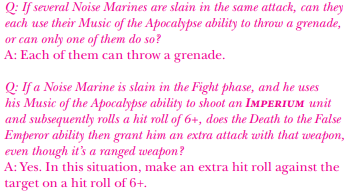 Q: If several Noise Marines are slain in the same attack, can they
each use their Music of the Apocalypse ability to throw a grenade,
or can only one of them do so?
A: Each of them can throw a grenade.

Q: If a Noise Marine is slain in the Fight phase, and he uses
his Music of the Apocalypse ability to shoot an IMPERIUM unit
and subsequently rolls a hit roll of 6+, does the Death to the False
Emperor ability then grant him an extra attack with that weapon,
even though it’s a ranged weapon?
A: Yes. In this situation, make an extra hit roll against the
target on a hit roll of 6+.